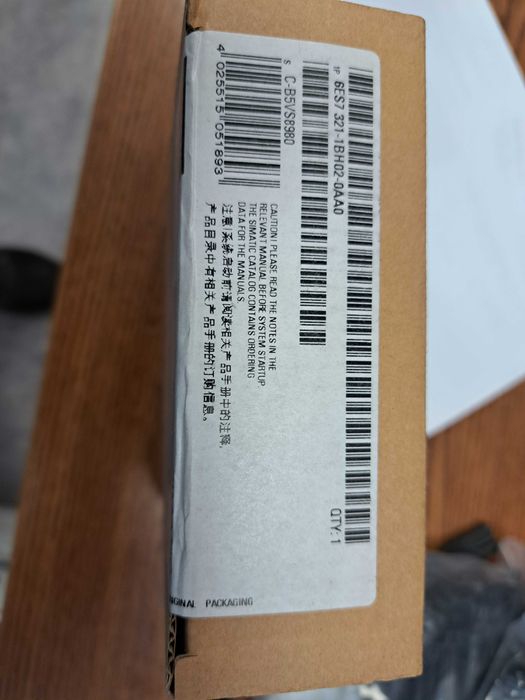 1P 6ES7 321-1BH02-0AA0
QTY: 1
S C-B5VS8980
4 025515 051893
CAUTION! PLEASE READ THE NOTES IN THE
RELEVANT MANUAL BEFORE SYSTEM STARTUP.
THE SIMATIC CATALOG CONTAINS ORDERING
DATA FOR THE MANUALS.
注意!系统启动前请阅读相关产品手册中的注释,
产品目录中有相关产品手册的订购信息。
PACKAGING